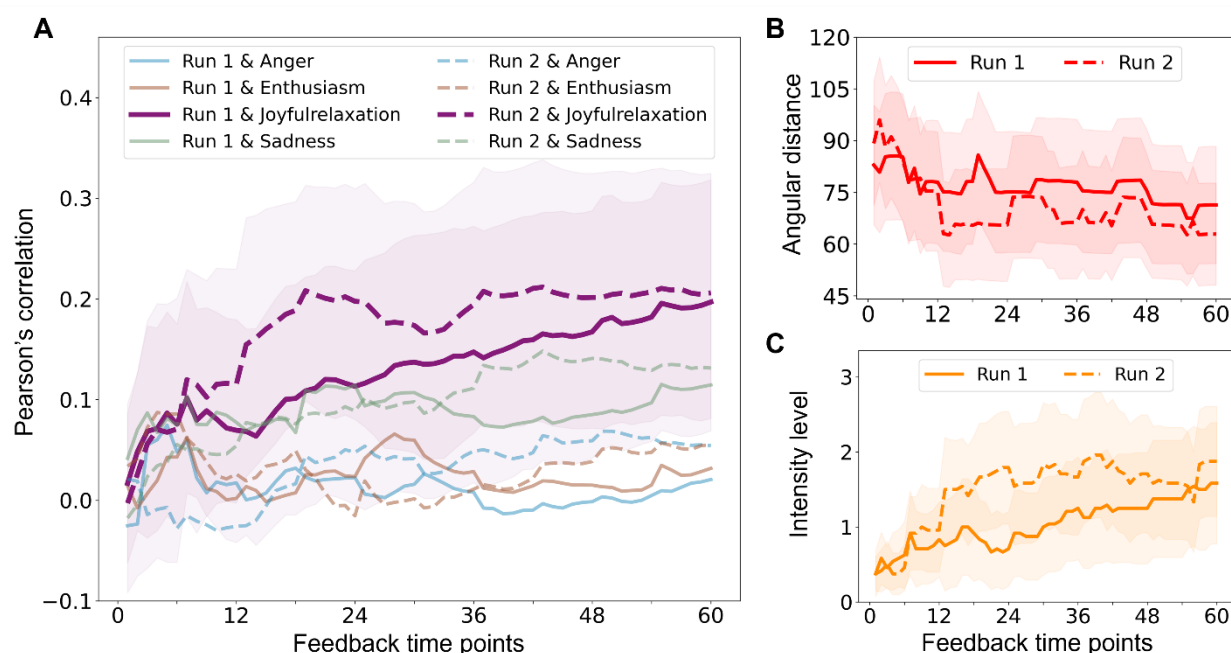 A
Run 1 & Anger
Run 2 & Anger
Run 1 & Enthusiasm
Run 2 & Enthusiasm
Run 1 & Joyfulrelaxation
Run 2 & Joyfulrelaxation
Run 1 & Sadness
Run 2 & Sadness
Pearson's correlation
0.4
0.3
0.2
0.1
0.0
−0.1
0 12 24 36 48 60
Feedback time points
B
Run 1 Run 2
Angular distance
120
105
90
75
60
45
0 12 24 36 48 60
C
Run 1 Run 2
Intensity level
3
2
1
0
0 12 24 36 48 60
Feedback time points